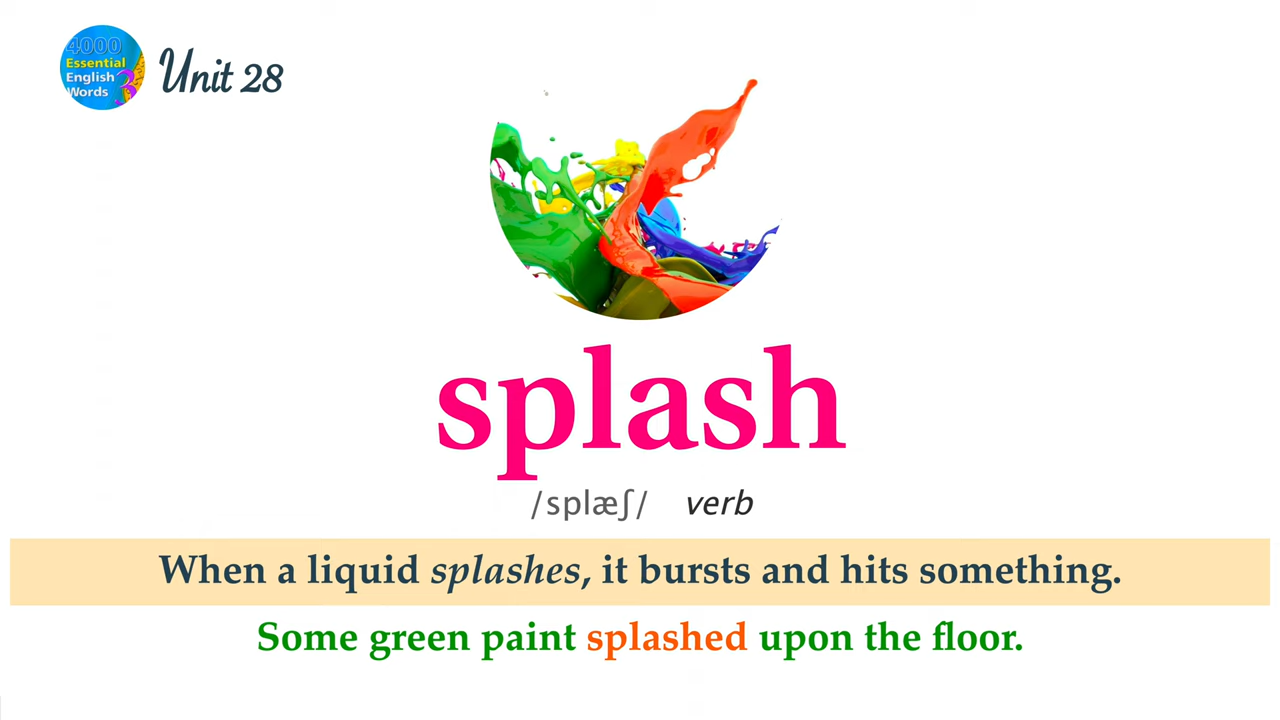 4000
Essential
English
Words 3
Unit 28
splash
/splæʃ/ verb
When a liquid splashes, it bursts and hits something.
Some green paint splashed upon the floor.